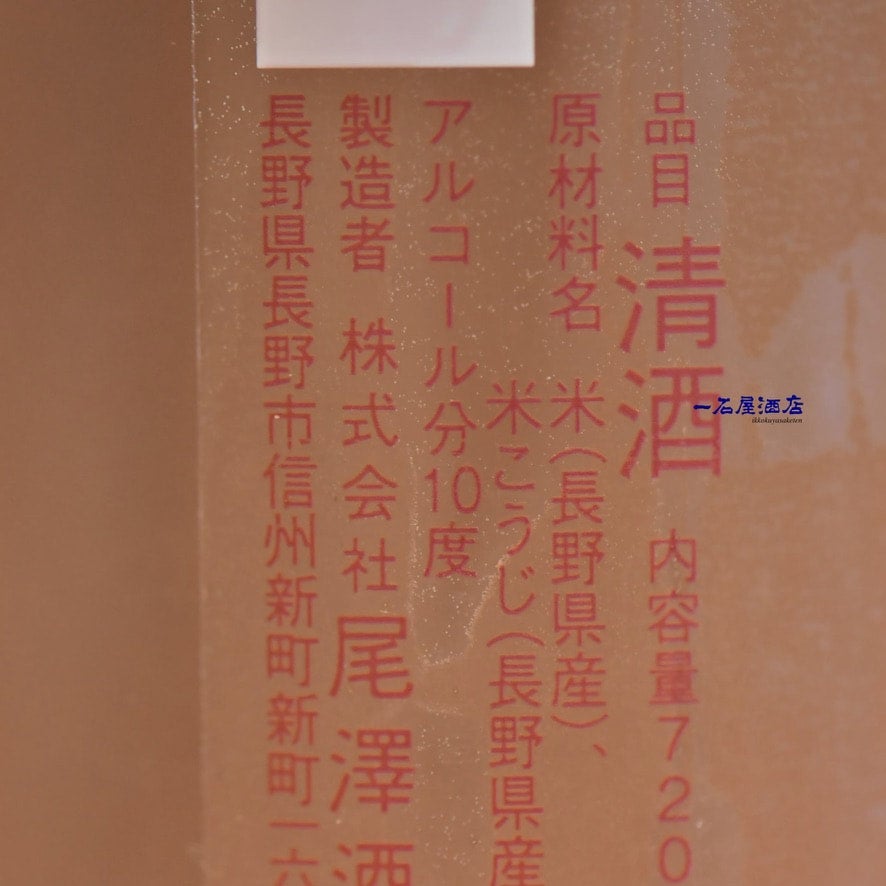 品目 清酒 内容量720
原材料名 米(長野県産)、
米こうじ(長野県産
アルコール分10度
製造者 株式会社尾澤酒
長野県長野市信州新町新町一六
一石屋酒店
ikkokuyasaketen